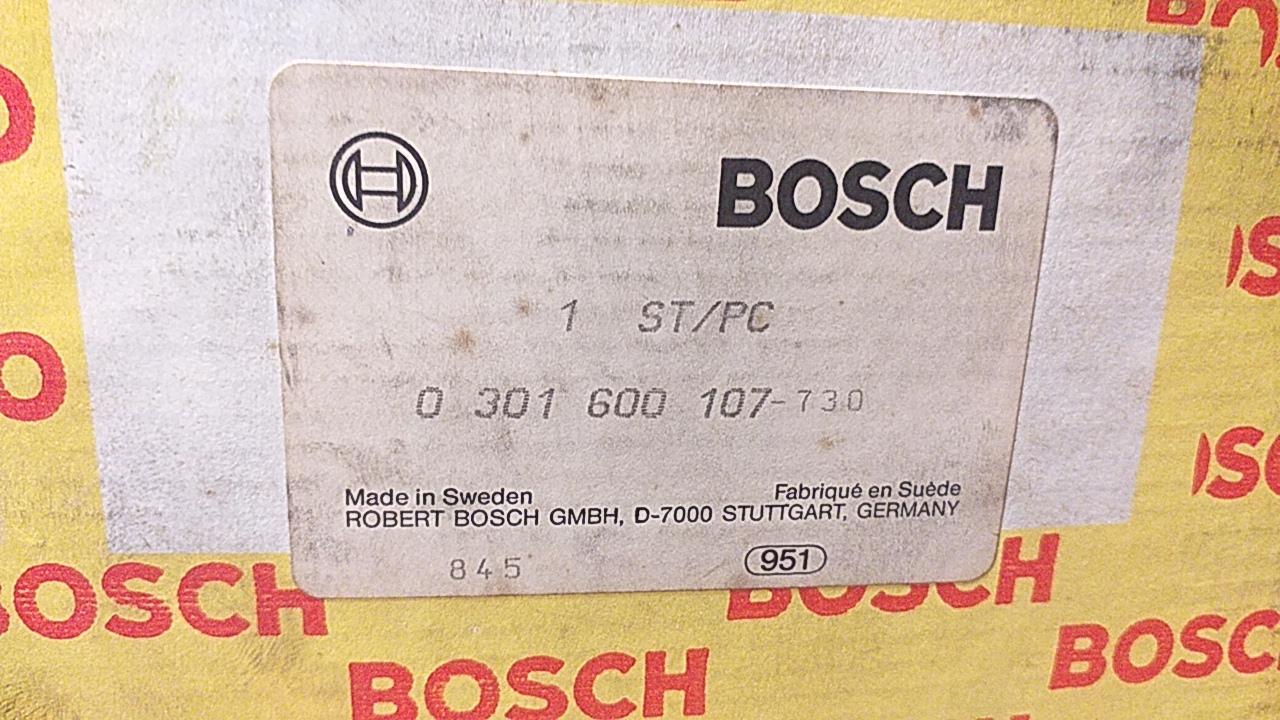 BOSCH
1 ST/PC
0 301 600 107-730
Made in Sweden Fabriqué en Suède
ROBERT BOSCH GMBH, D-7000 STUTTGART, GERMANY
845 951
BOSCH
BOSCH
BOSCH
BOSCH